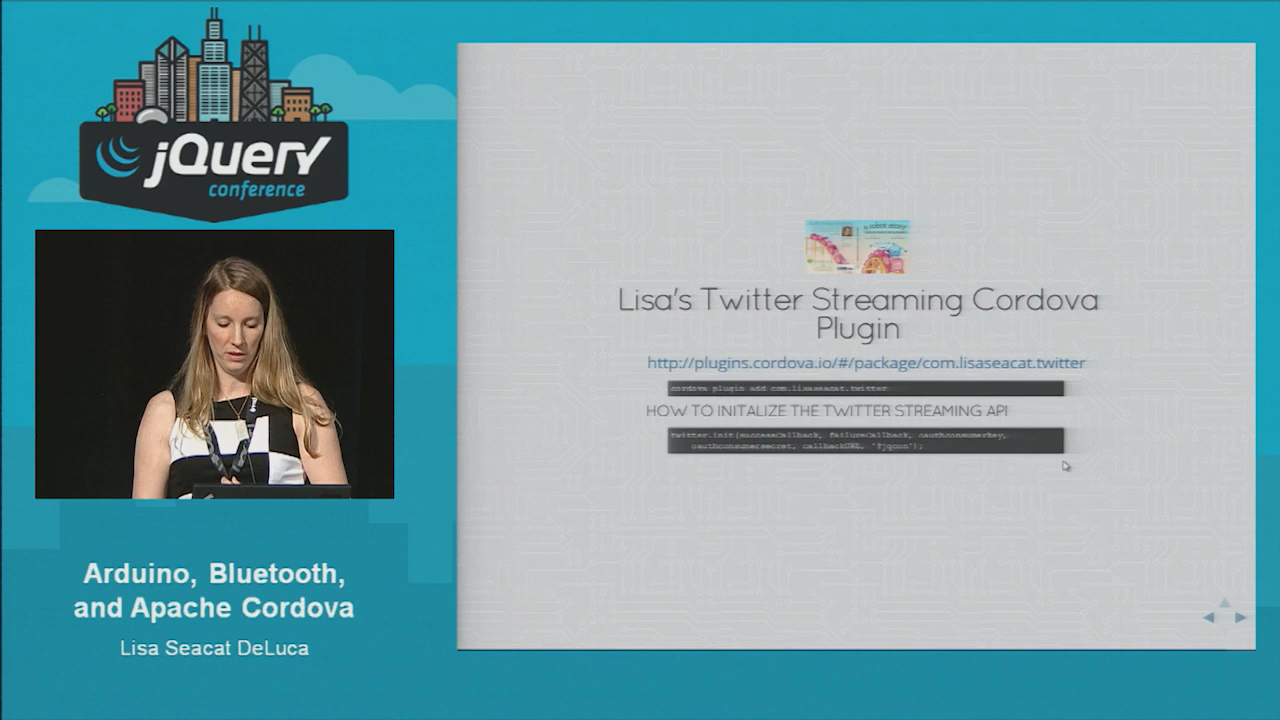 jQuery
conference
Arduino, Bluetooth,
and Apache Cordova
Lisa Seacat DeLuca
a robot story
Lisa's Twitter Streaming Cordova
Plugin
http://plugins.cordova.io/#/package/com.lisaseacat.twitter
cordova plugin add com.lisaseacat.twitter
HOW TO INITALIZE THE TWITTER STREAMING API
twitter.init(successCallback, failureCallback, oauthconsumerkey,
oauthconsumersecret, callbackURL, "#jqcon");